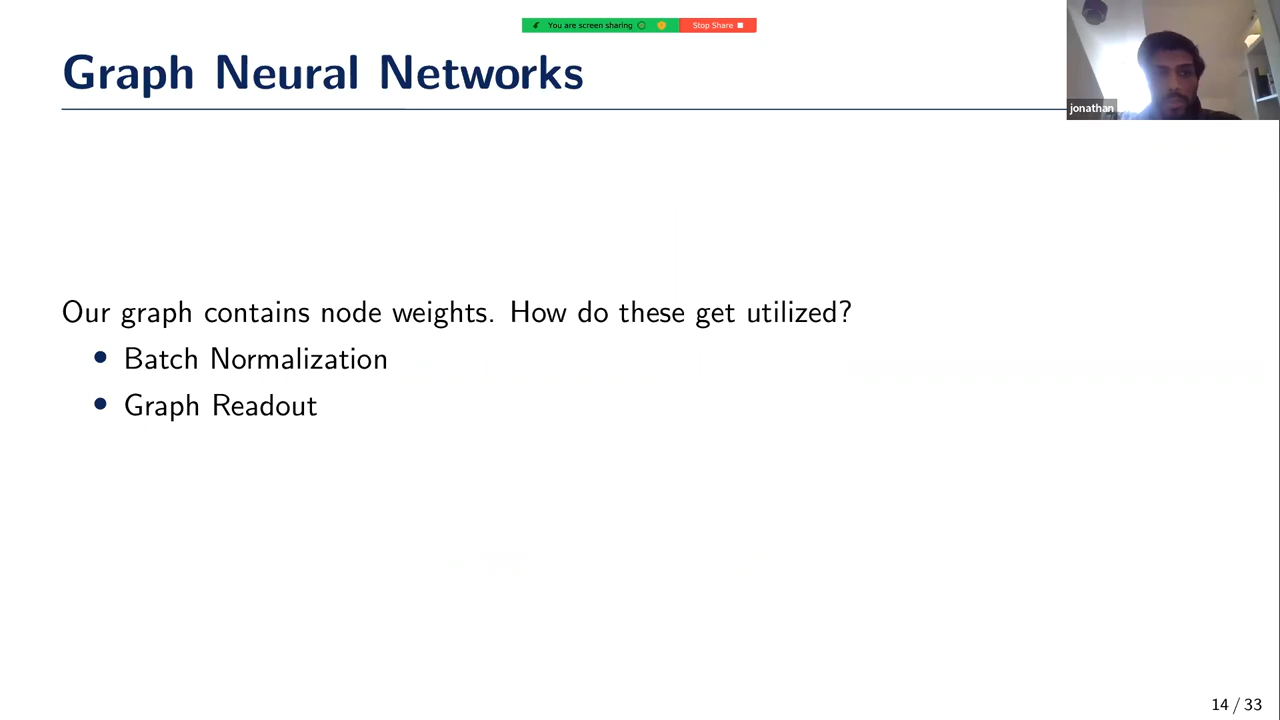 You are screen sharing
Stop Share
Graph Neural Networks
jonathan
Our graph contains node weights. How do these get utilized?
• Batch Normalization
• Graph Readout
14 / 33